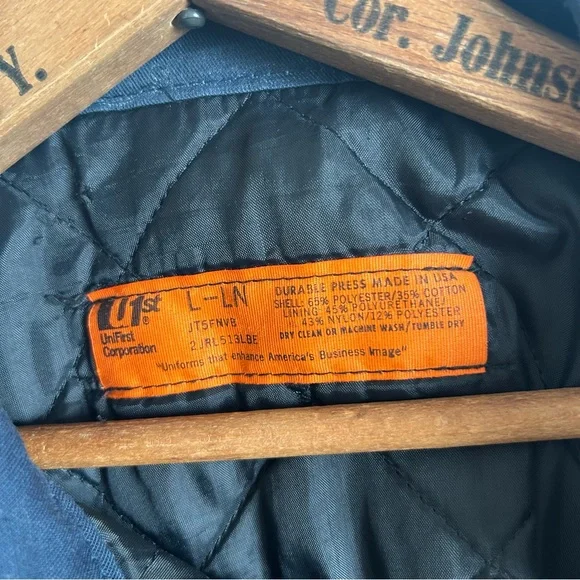 Y.
Cor. Johns
U1st®
UniFirst
Corporation
L-LN
JT5FNVB
2JRL513LBE
DURABLE PRESS MADE IN USA
SHELL: 65% POLYESTER/35% COTTON
LINING: 45% POLYURETHANE/
43% NYLON/12% POLYESTER
DRY CLEAN OR MACHINE WASH/TUMBLE DRY
"Uniforms that enhance America's Business Image"